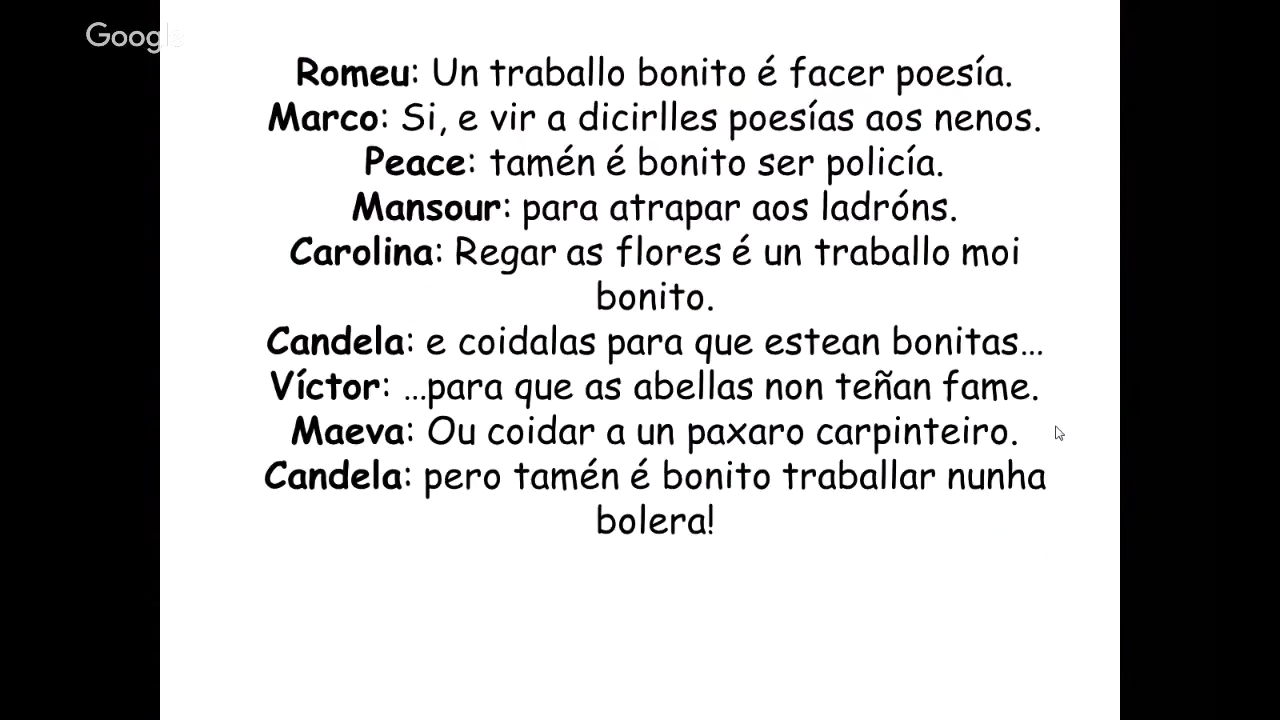 Google
Romeu: Un traballo bonito é facer poesía.
Marco: Si, e vir a dicirlles poesías aos nenos.
Peace: tamén é bonito ser policía.
Mansour: para atrapar aos ladróns.
Carolina: Regar as flores é un traballo moi
bonito.
Candela: e coidalas para que estean bonitas...
Víctor: ...para que as abellas non teñan fame.
Maeva: Ou coidar a un paxaro carpinteiro.
Candela: pero tamén é bonito traballar nunha
bolera!